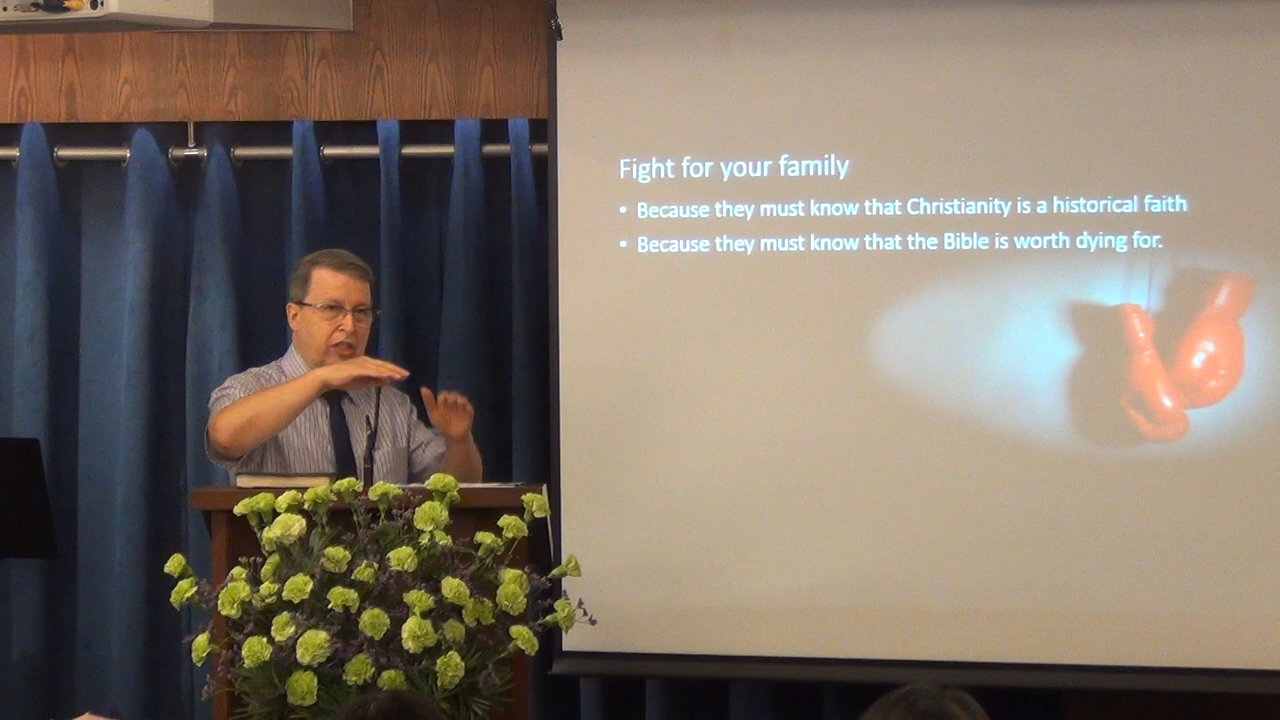 Fight for your family
• Because they must know that Christianity is a historical faith
• Because they must know that the Bible is worth dying for.